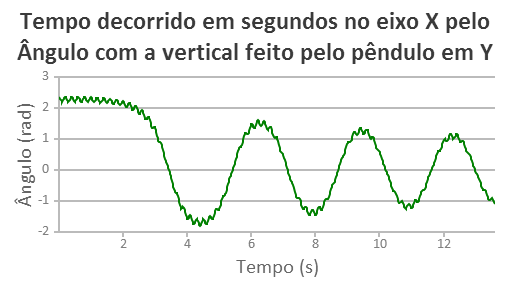 Tempo decorrido em segundos no eixo X pelo
Ângulo com a vertical feito pelo pêndulo em Y
3
2
1
0
-1
-2
Ângulo (rad)
2 4 6 8 10 12
Tempo (s)